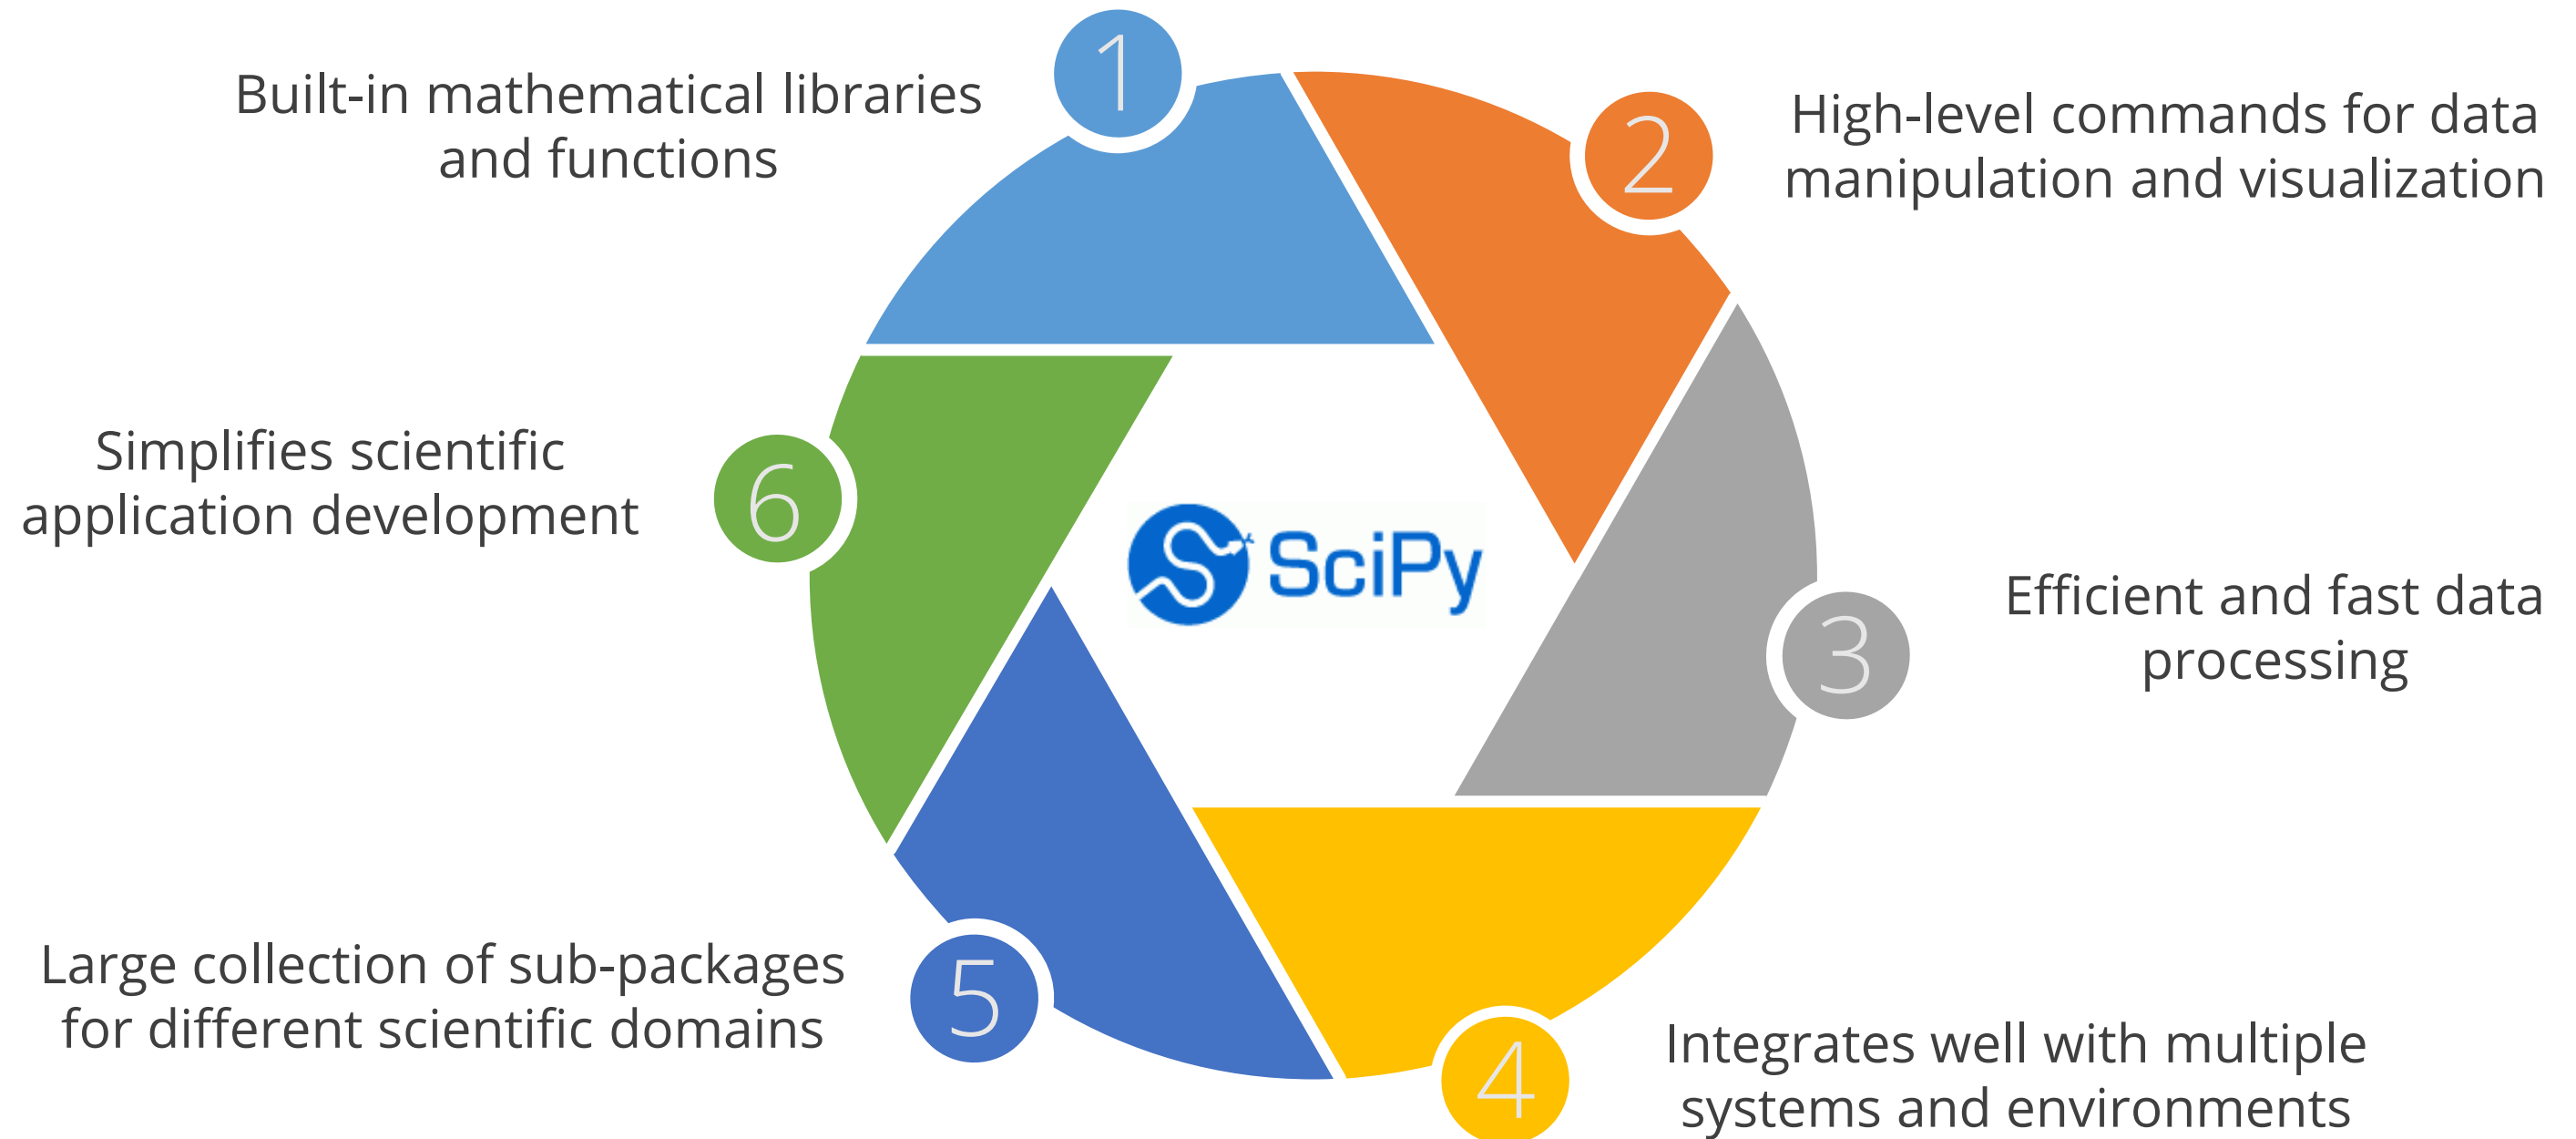 1
Built-in mathematical libraries
and functions
2
High-level commands for data
manipulation and visualization
3
Efficient and fast data
processing
4
Integrates well with multiple
systems and environments
5
Large collection of sub-packages
for different scientific domains
6
Simplifies scientific
application development
SciPy